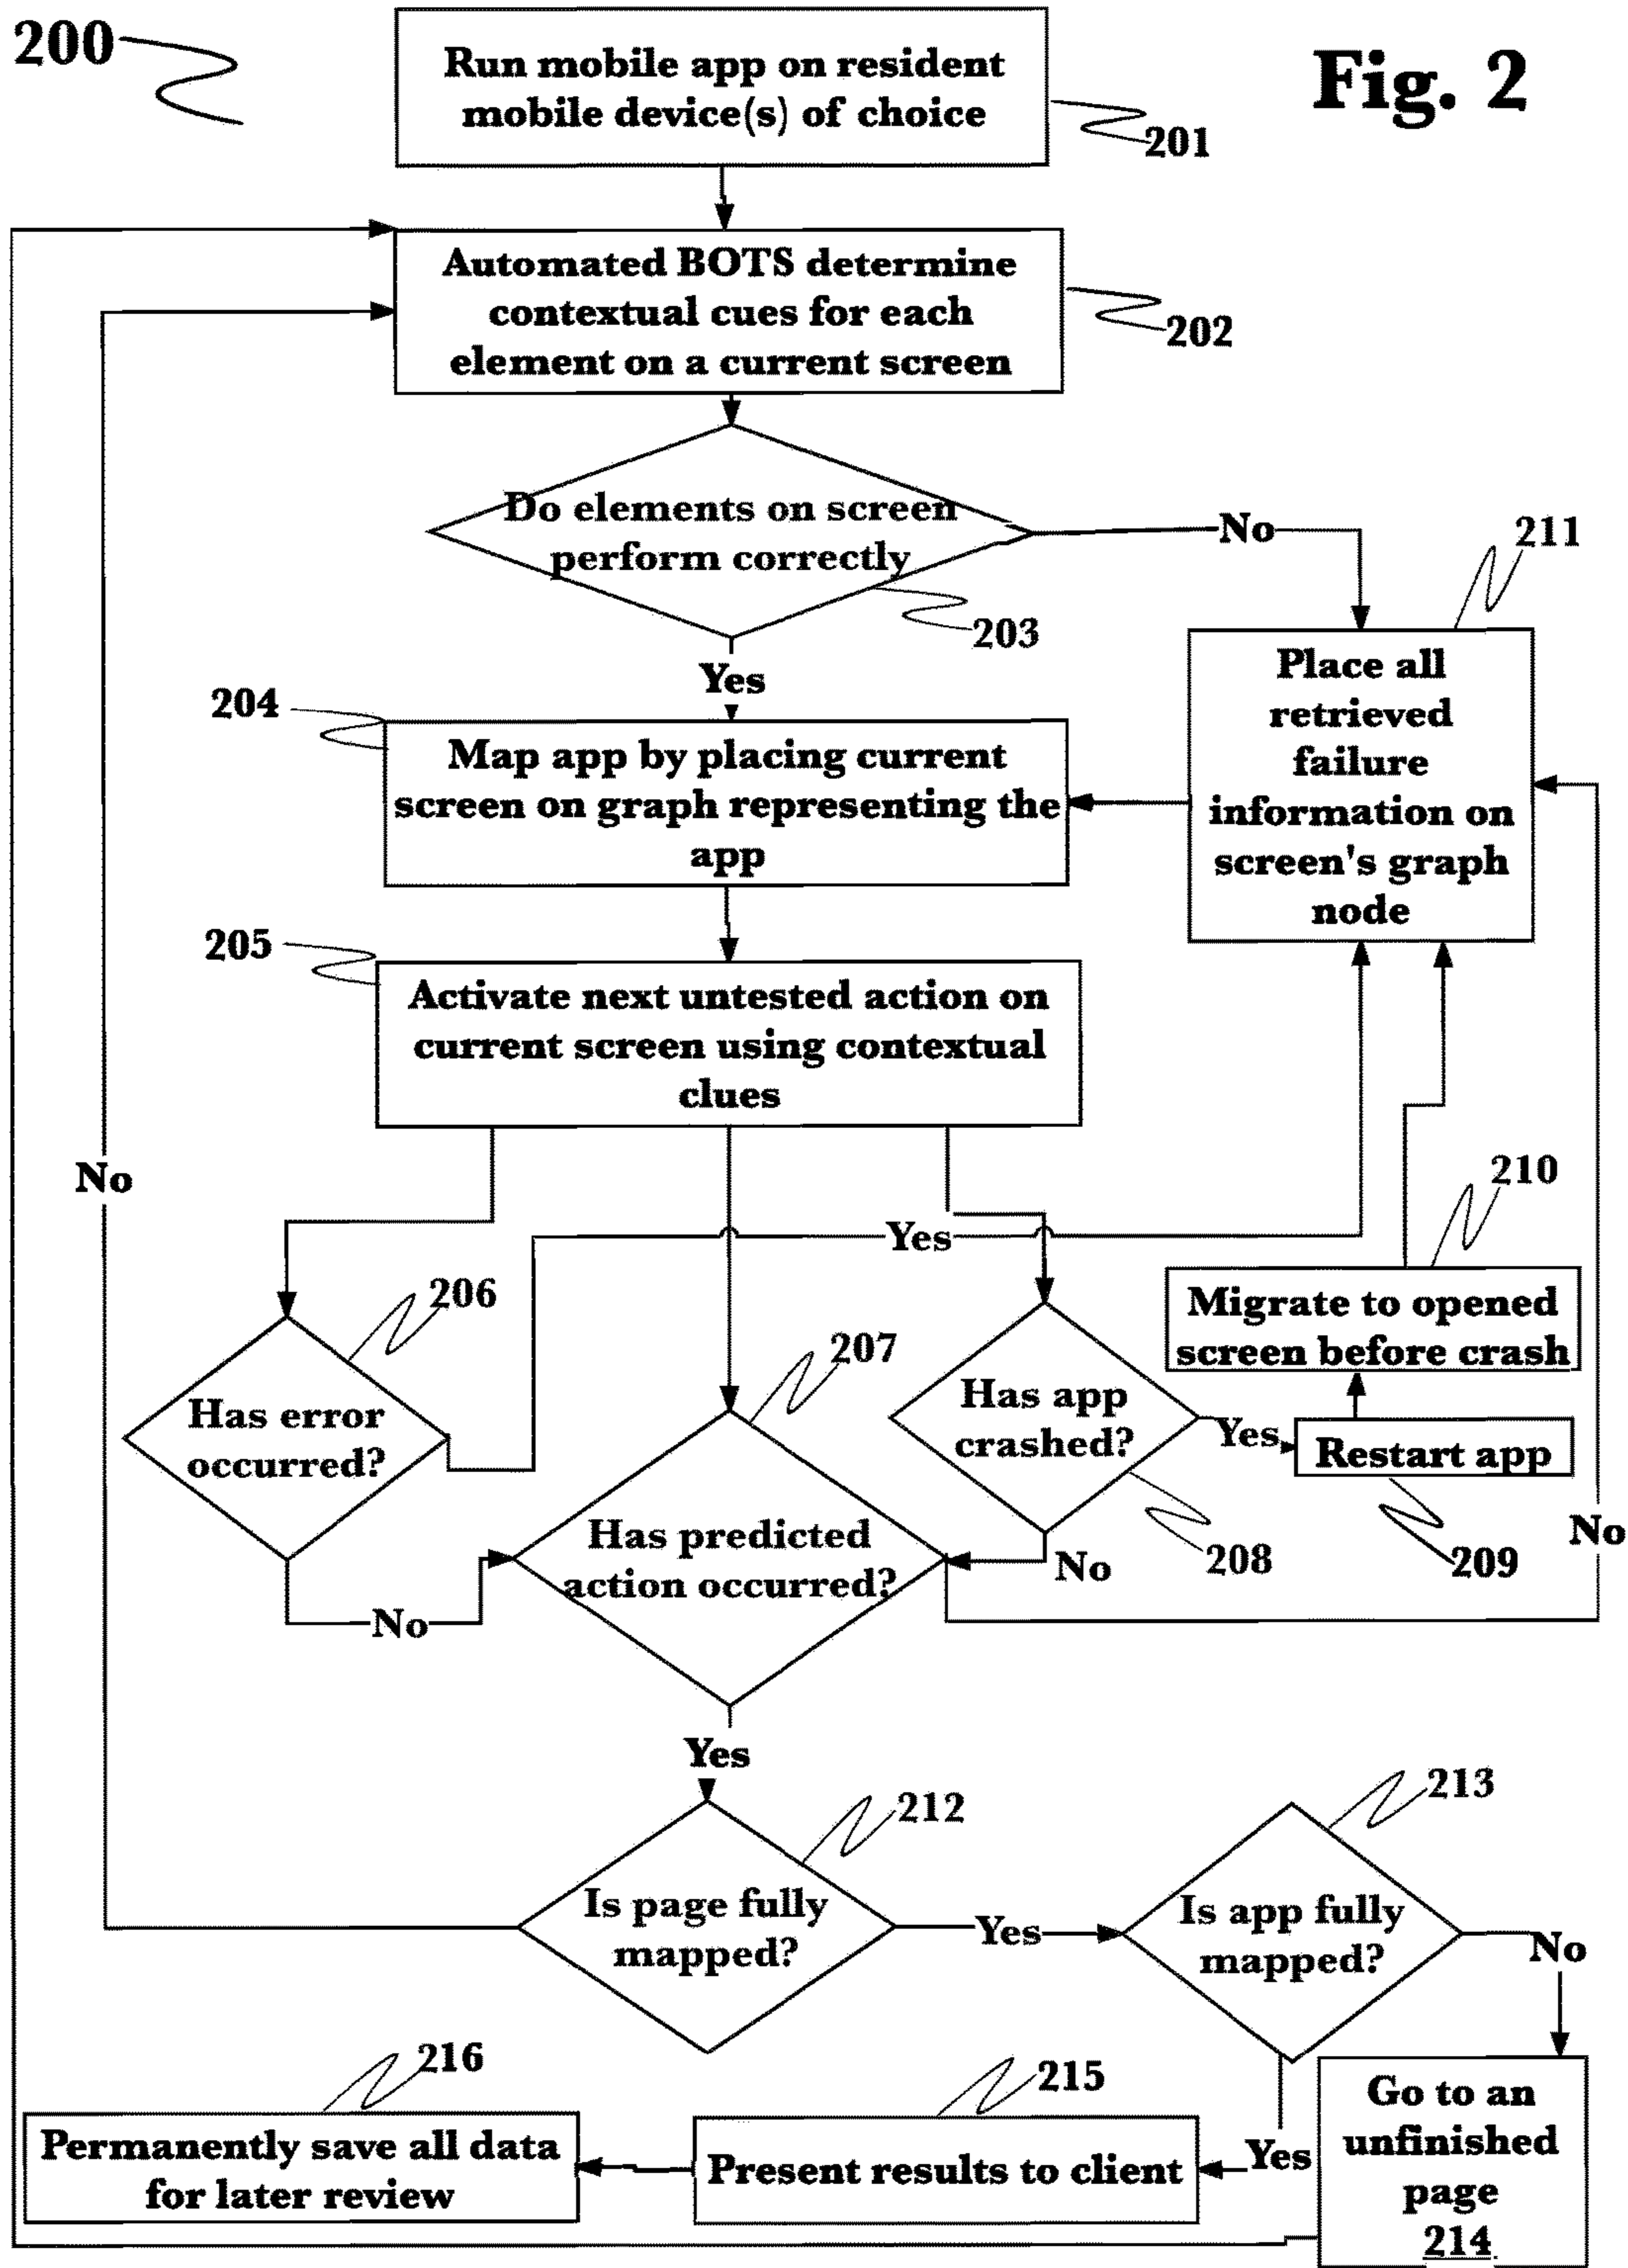 200
Fig. 2
Run mobile app on resident
mobile device(s) of choice
201
Automated BOTS determine
contextual cues for each
element on a current screen
202
Do elements on screen
perform correctly
203
No
211
Yes
204
Map app by placing current
screen on graph representing the
app
Place all
retrieved
failure
information on
screen's graph
node
205
Activate next untested action on
current screen using contextual
clues
No
Yes
210
Migrate to opened
screen before crash
206
Has error
occurred?
207
Has predicted
action occurred?
Has app
crashed?
Yes
Restart app
208
209
No
No
No
Yes
212
Is page fully
mapped?
Yes
213
Is app fully
mapped?
No
216
Permanently save all data
for later review
215
Present results to client
Yes
Go to an
unfinished
page
214